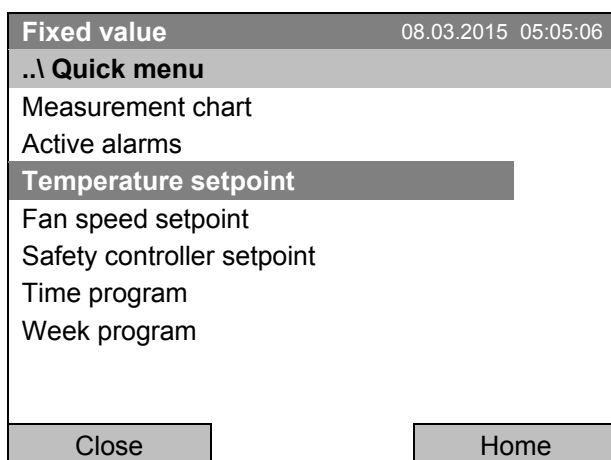 Fixed value 08.03.2015 05:05:06
..\ Quick menu
Measurement chart
Active alarms
Temperature setpoint
Fan speed setpoint
Safety controller setpoint
Time program
Week program
Close Home